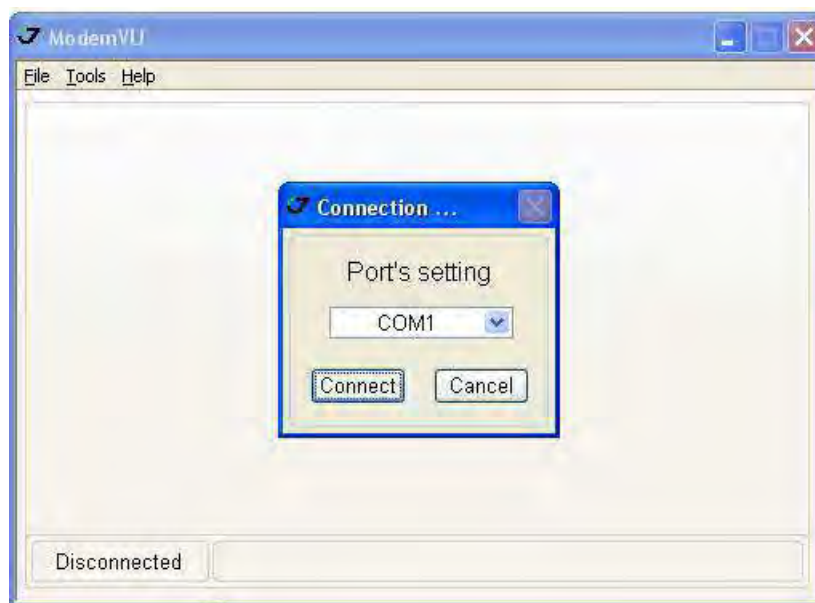 ModemVU
File Tools Help
Connection ...
Port's setting
COM1
Connect Cancel
Disconnected